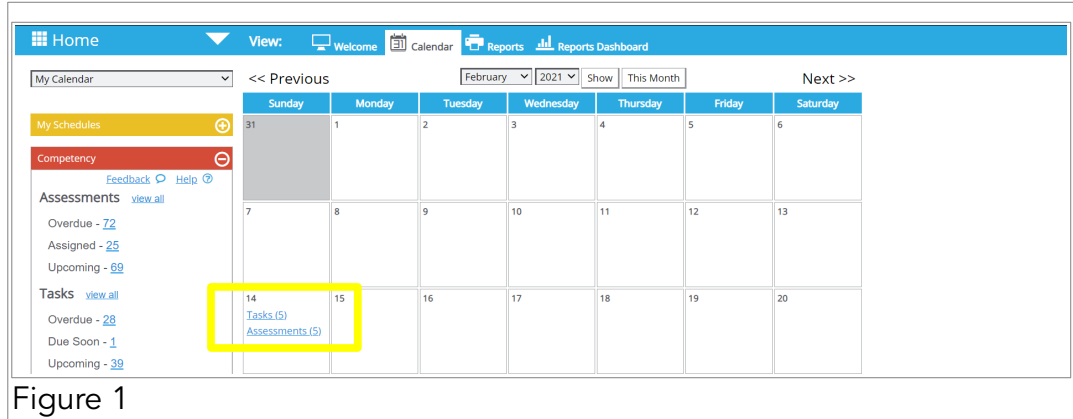 Home View: Welcome Calendar Reports Reports Dashboard
My Calendar << Previous February 2021 Show This Month Next >>
Sunday Monday Tuesday Wednesday Thursday Friday Saturday
My Schedules
31 1 2 3 4 5 6
Competency
Feedback Help
Assessments view all
Overdue - 72
Assigned - 25
Upcoming - 69
7 8 9 10 11 12 13
Tasks view all
Overdue - 28
Due Soon - 1
Upcoming - 39
14 15 16 17 18 19 20
Tasks (5)
Assessments (5)
Figure 1